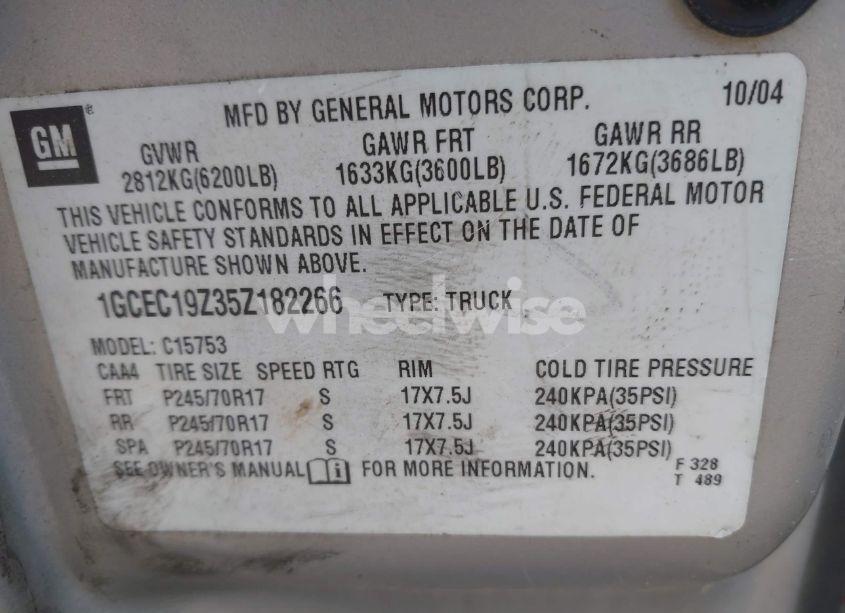 GM ®
MFD BY GENERAL MOTORS CORP. 10/04
GVWR GAWR FRT GAWR RR
2812KG(6200LB) 1633KG(3600LB) 1672KG(3686LB)
THIS VEHICLE CONFORMS TO ALL APPLICABLE U.S. FEDERAL MOTOR
VEHICLE SAFETY STANDARDS IN EFFECT ON THE DATE OF
MANUFACTURE SHOWN ABOVE.
1GCEC19Z35Z182266 TYPE: TRUCK
wheelwise
MODEL: C15753
CAA4 TIRE SIZE SPEED RTG RIM COLD TIRE PRESSURE
FRT P245/70R17 S 17X7.5J 240KPA(35PSI)
RR P245/70R17 S 17X7.5J 240KPA(35PSI)
SPA P245/70R17 S 17X7.5J 240KPA(35PSI)
SEE OWNER'S MANUAL FOR MORE INFORMATION.
F 328
T 489